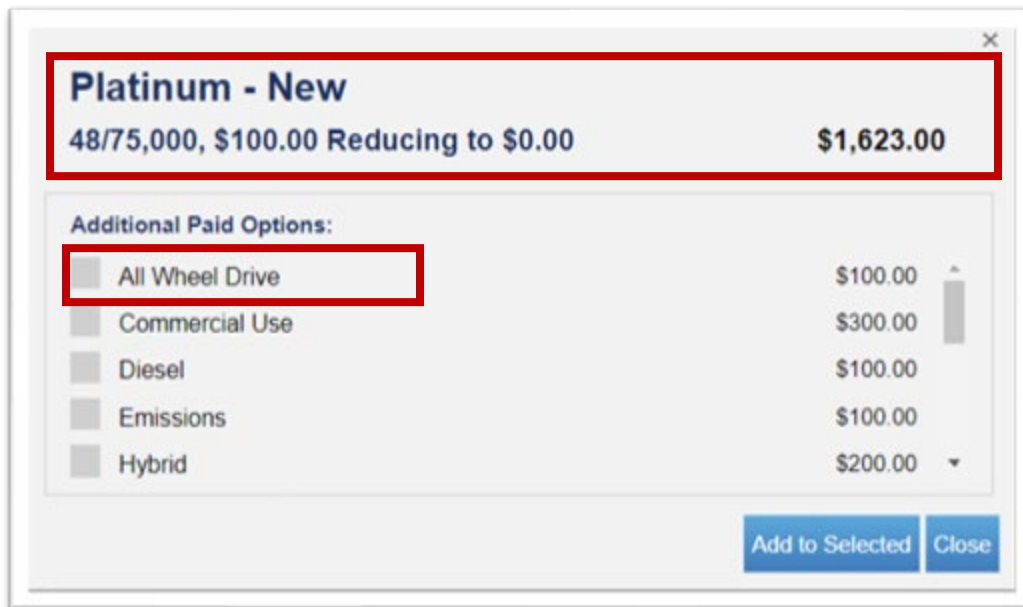 ×
Platinum - New
48/75,000, $100.00 Reducing to $0.00 $1,623.00
Additional Paid Options:
All Wheel Drive $100.00
Commercial Use $300.00
Diesel $100.00
Emissions $100.00
Hybrid $200.00
Add to Selected Close